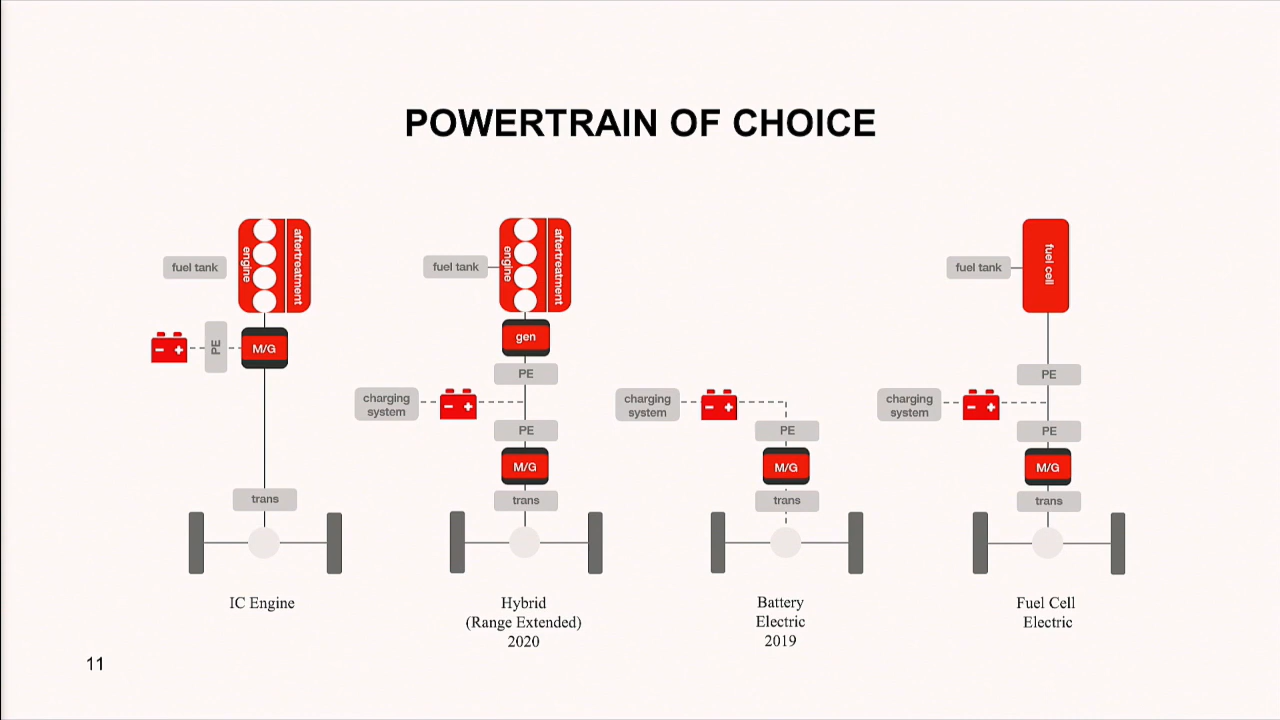 POWERTRAIN OF CHOICE
fuel tank
engine
aftertreatment
PE
M/G
trans
IC Engine
fuel tank
engine
aftertreatment
gen
PE
charging
system
PE
M/G
trans
Hybrid
(Range Extended)
2020
charging
system
PE
M/G
trans
Battery
Electric
2019
fuel tank
fuel cell
PE
charging
system
PE
M/G
trans
Fuel Cell
Electric
11